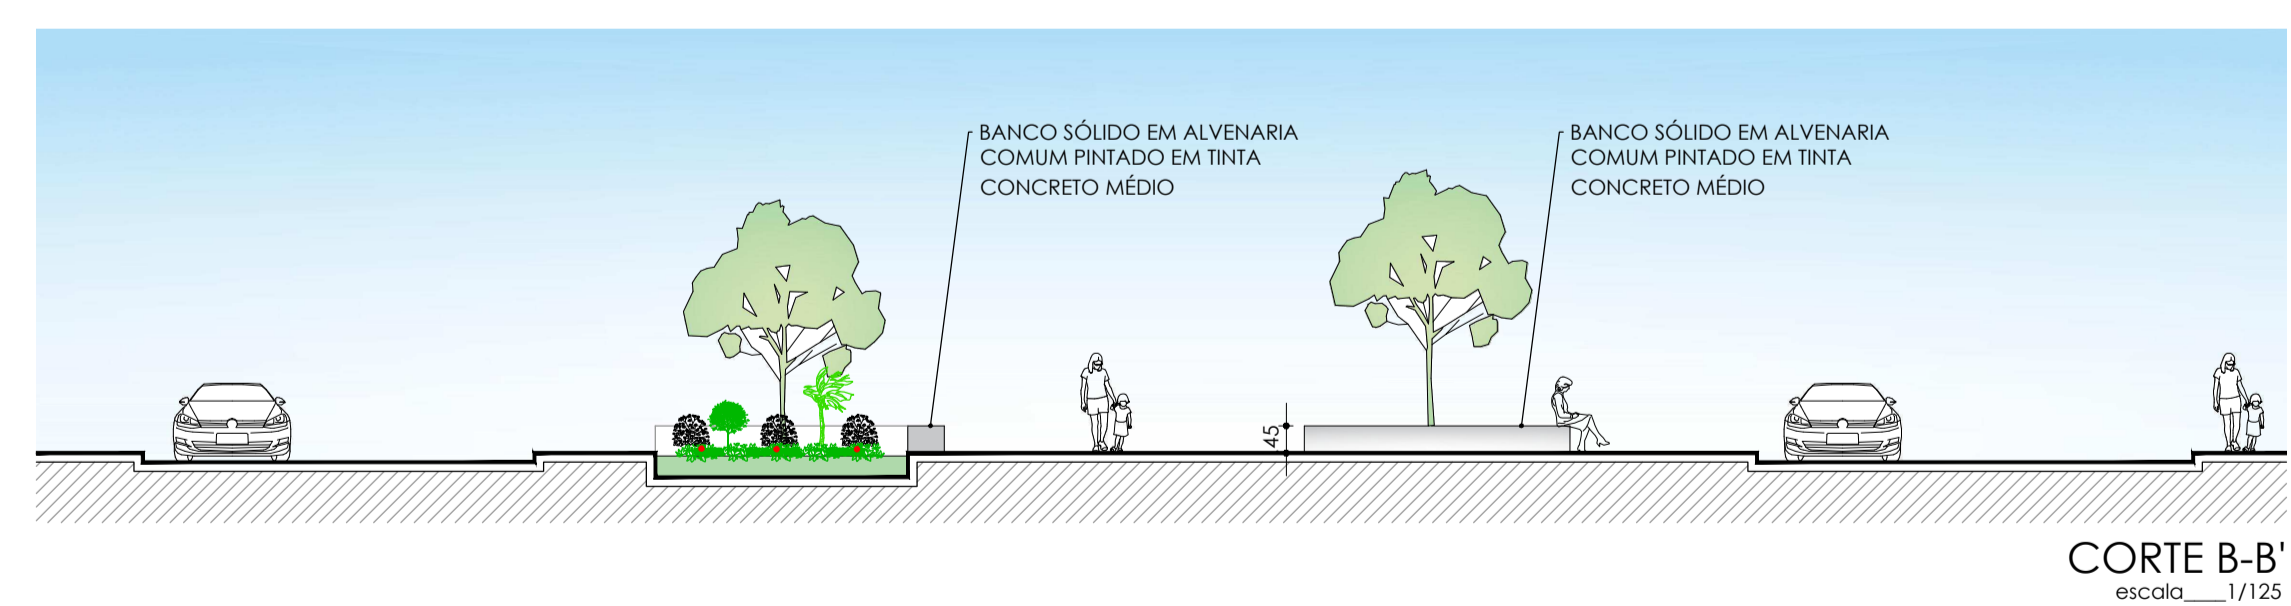 BANCO SÓLIDO EM ALVENARIA
COMUM PINTADO EM TINTA
CONCRETO MÉDIO
BANCO SÓLIDO EM ALVENARIA
COMUM PINTADO EM TINTA
CONCRETO MÉDIO
45
CORTE B-B'
escala____1/125